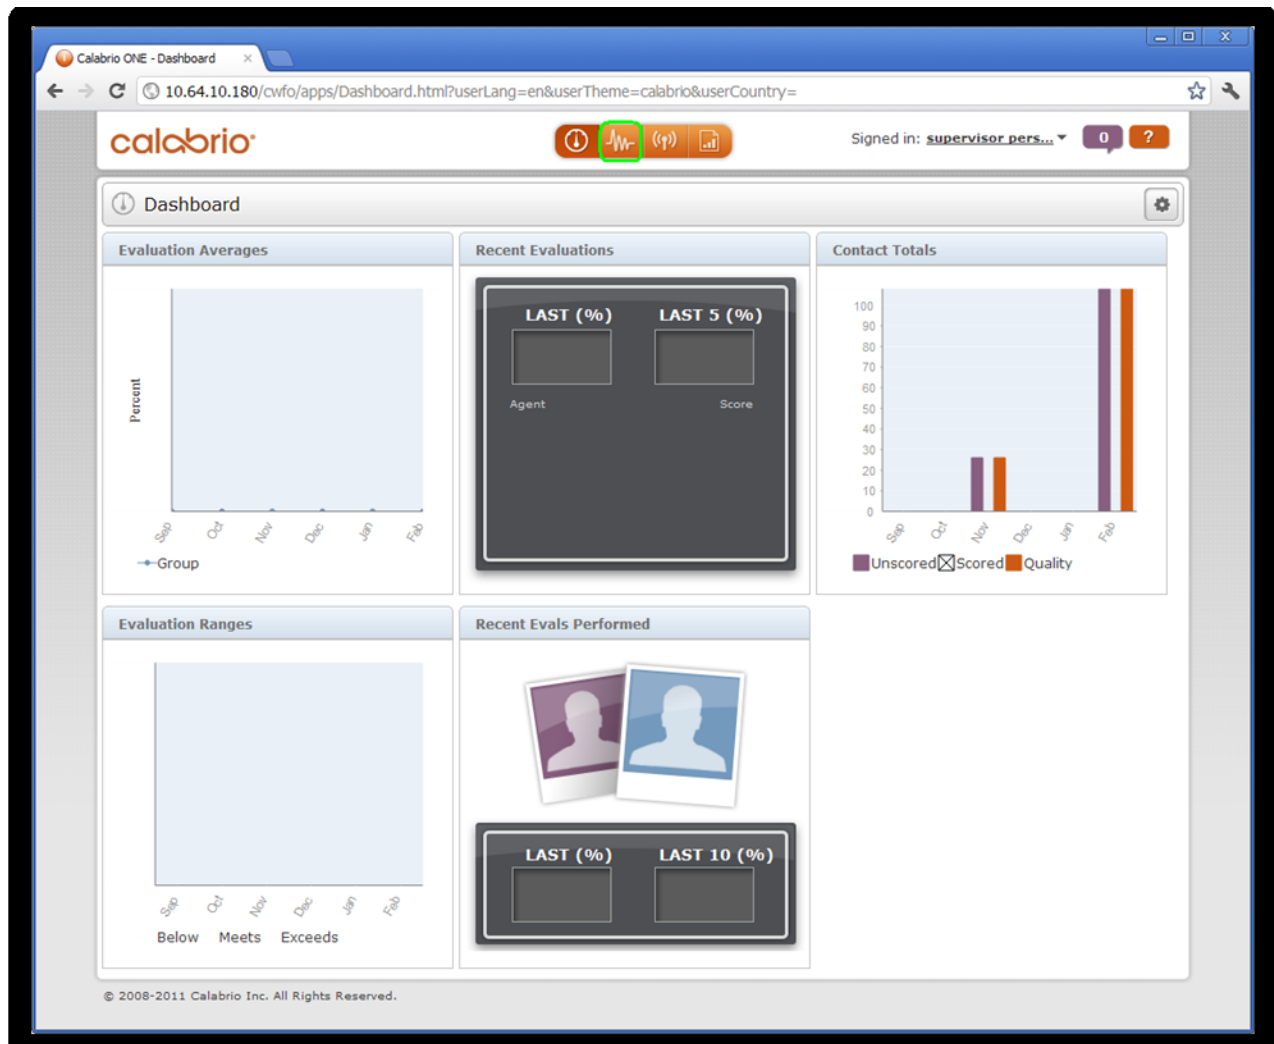 Calabrio ONE - Dashboard
10.64.10.180/cwfo/apps/Dashboard.html?userLang=en&userTheme=calabrio&userCountry=
calabrio
Signed in: supervisor pers...
0
?
Dashboard
Evaluation Averages
Percent
Sep Oct Nov Dec Jan Feb
Group
Recent Evaluations
LAST (%) LAST 5 (%)
Agent Score
Contact Totals
100
90
80
70
60
50
40
30
20
10
0
Sep Oct Nov Dec Jan Feb
Unscored Scored Quality
Evaluation Ranges
Sep Oct Nov Dec Jan Feb
Below Meets Exceeds
Recent Evals Performed
LAST (%) LAST 10 (%)
© 2008-2011 Calabrio Inc. All Rights Reserved.